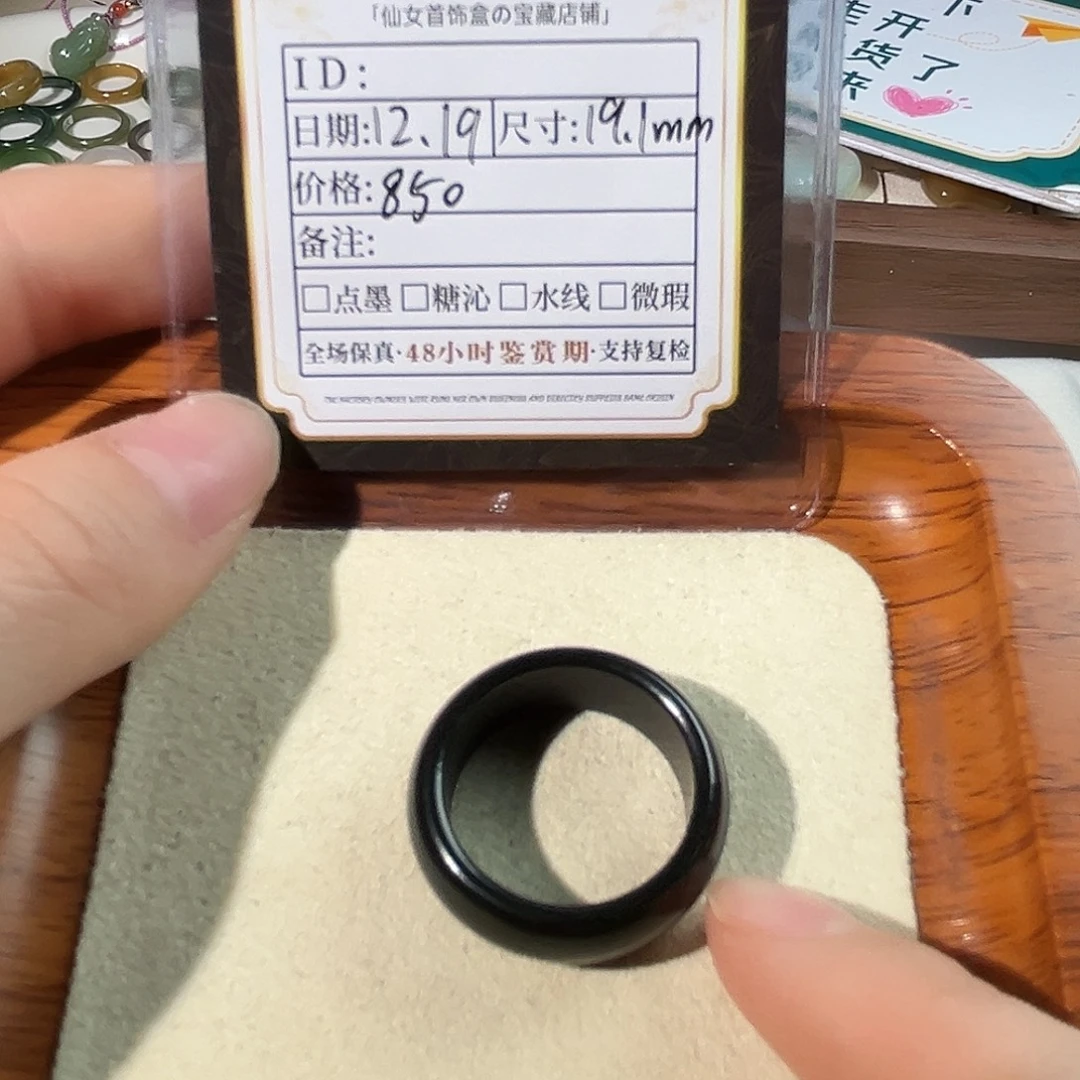 「仙女首饰盒の宝藏店铺」
ID:
日期:12.19 尺寸:19.1mm
价格:850
备注:
□点墨 □糖沁 □水线 □微瑕
全场保真·48小时鉴赏期·支持复检
开
货了